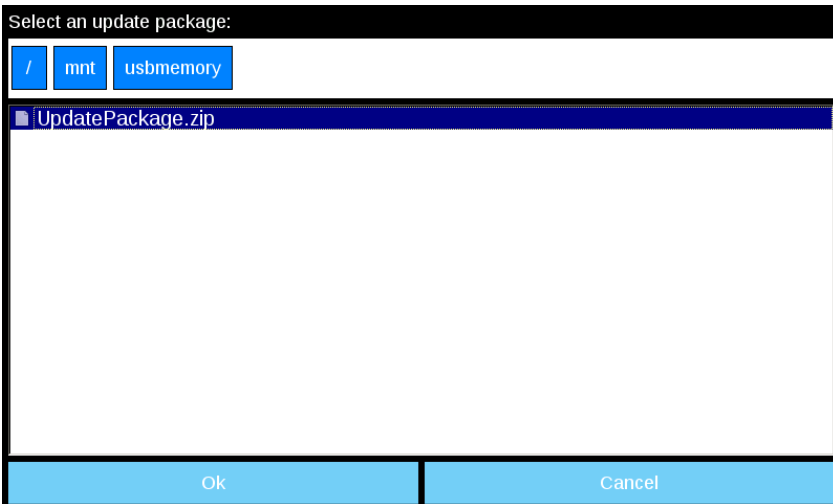 Select an update package:
/ mnt usbmemory
UpdatePackage.zip
Ok Cancel